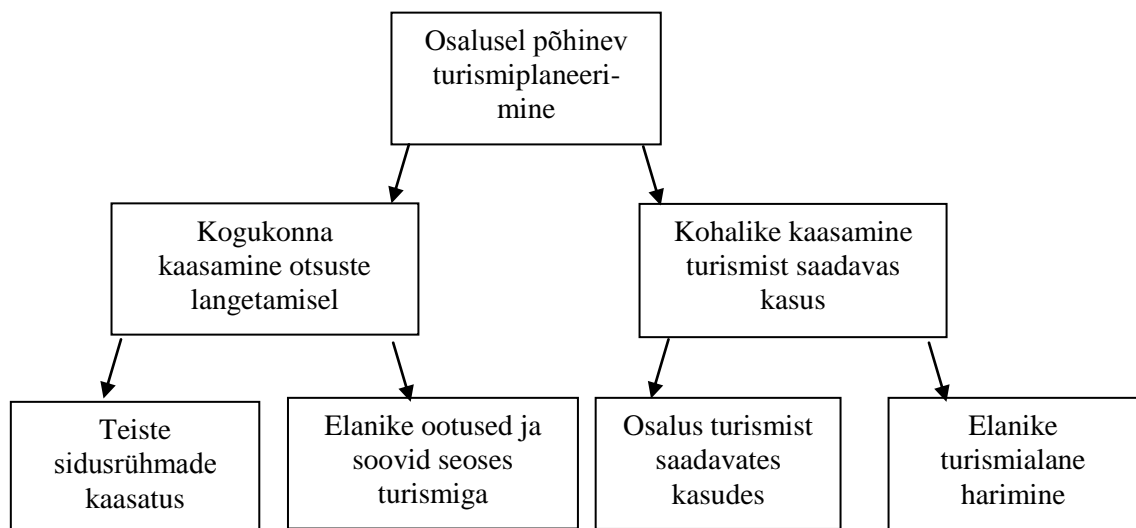 Osalusel põhinev
turismiplaneeri-
mine
Kogukonna
kaasamine otsuste
langetamisel
Kohalike kaasamine
turismist saadavas
kasus
Teiste
sidusrühmade
kaasatus
Elanike ootused ja
soovid seoses
turismiga
Osalus turismist
saadavates
kasudes
Elanike
turismialane
harimine